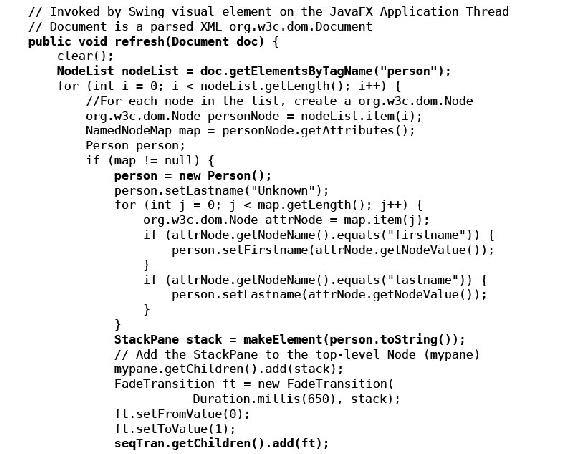 // Invoked by Swing visual element on the JavaFX Application Thread
// Document is a parsed XML org.w3c.dom.Document
public void refresh(Document doc) {
clear();
NodeList nodeList = doc.getElementsByTagName("person");
for (int i = 0; i < nodeList.getLength(); i++) {
//For each node in the list, create a org.w3c.dom.Node
org.w3c.dom.Node personNode = nodeList.item(i);
NamedNodeMap map = personNode.getAttributes();
Person person;
if (map != null) {
person = new Person();
person.setLastname("Unknown");
for (int j = 0; j < map.getLength(); j++) {
org.w3c.dom.Node attrNode = map.item(j);
if (attrNode.getNodeName().equals("firstname")) {
person.setFirstname(attrNode.getNodeValue());
}
if (attrNode.getNodeName().equals("lastname")) {
person.setLastname(attrNode.getNodeValue());
}
}
StackPane stack = makeElement(person.toString());
// Add the StackPane to the top-level Node (mypane)
mypane.getChildren().add(stack);
FadeTransition ft = new FadeTransition(
Duration.millis(650), stack);
ft.setFromValue(0);
ft.setToValue(1);
seqTran.getChildren().add(ft);